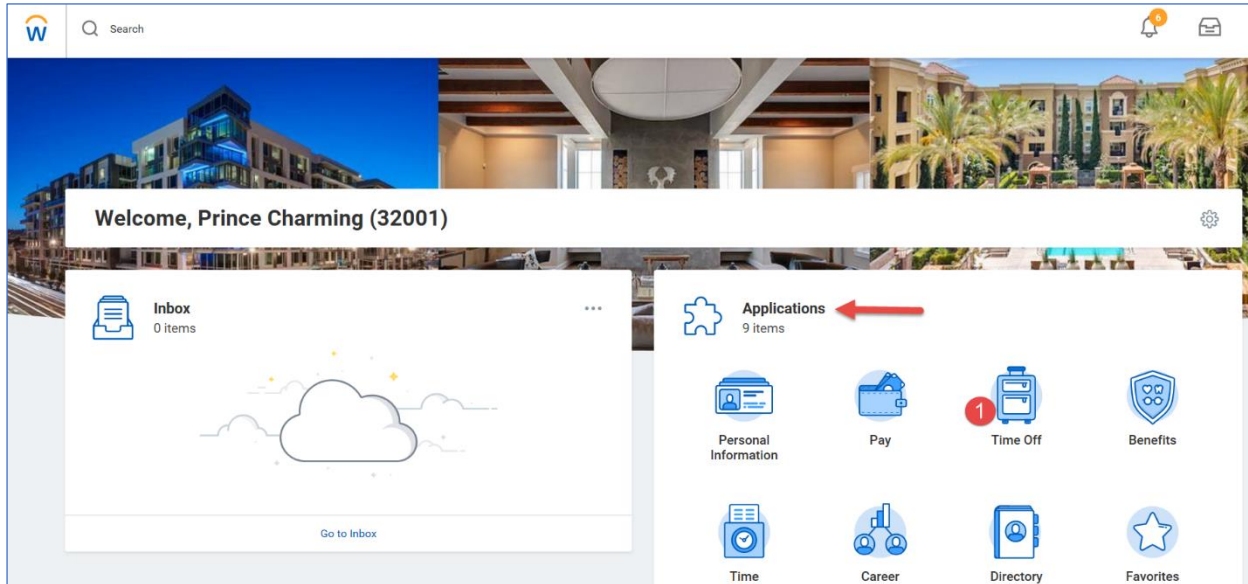 W
Search
6
Welcome, Prince Charming (32001)
Inbox
0 items
Applications
9 items
1
Personal
Information
Pay
Time Off
Benefits
Go to Inbox
Time
Career
Directory
Favorites